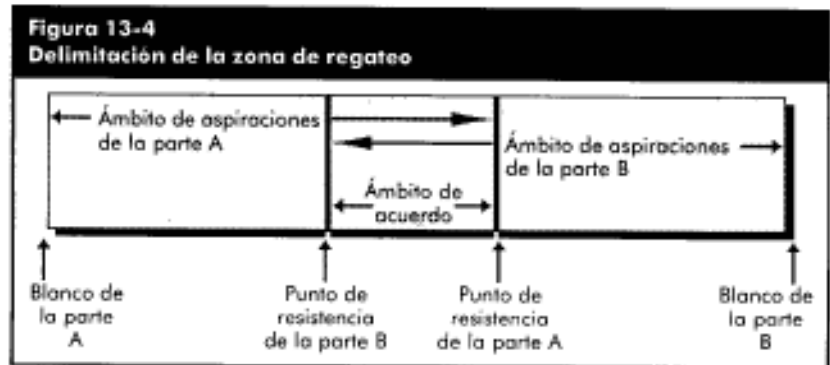 Figura 13-4
Delimitación de la zona de regateo
Ámbito de aspiraciones
de la parte A
Ámbito de aspiraciones
de la parte B
Ámbito de
acuerdo
Blanco de
la parte
A
Punto de
resistencia
de la parte B
Punto de
resistencia
de la parte A
Blanco de
la parte
B